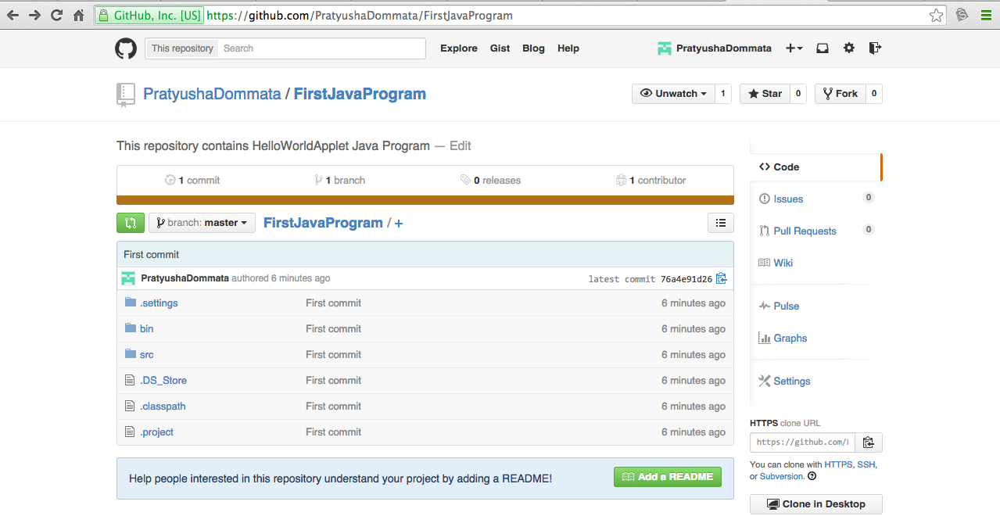 GitHub, Inc. [US] https://github.com/PratyushaDommata/FirstJavaProgram
This repository Search Explore Gist Blog Help PratyushaDommata
PratyushaDommata / FirstJavaProgram Unwatch 1 Star 0 Fork 0
This repository contains HelloWorldApplet Java Program — Edit
1 commit 1 branch 0 releases 1 contributor
branch: master FirstJavaProgram / +
First commit
PratyushaDommata authored 6 minutes ago latest commit 76a4e91d26
.settings First commit 6 minutes ago
bin First commit 6 minutes ago
src First commit 6 minutes ago
.DS_Store First commit 6 minutes ago
.classpath First commit 6 minutes ago
.project First commit 6 minutes ago
Help people interested in this repository understand your project by adding a README! Add a README
Code
Issues 0
Pull Requests 0
Wiki
Pulse
Graphs
Settings
HTTPS clone URL
https://github.com/
You can clone with HTTPS, SSH,
or Subversion.
Clone in Desktop